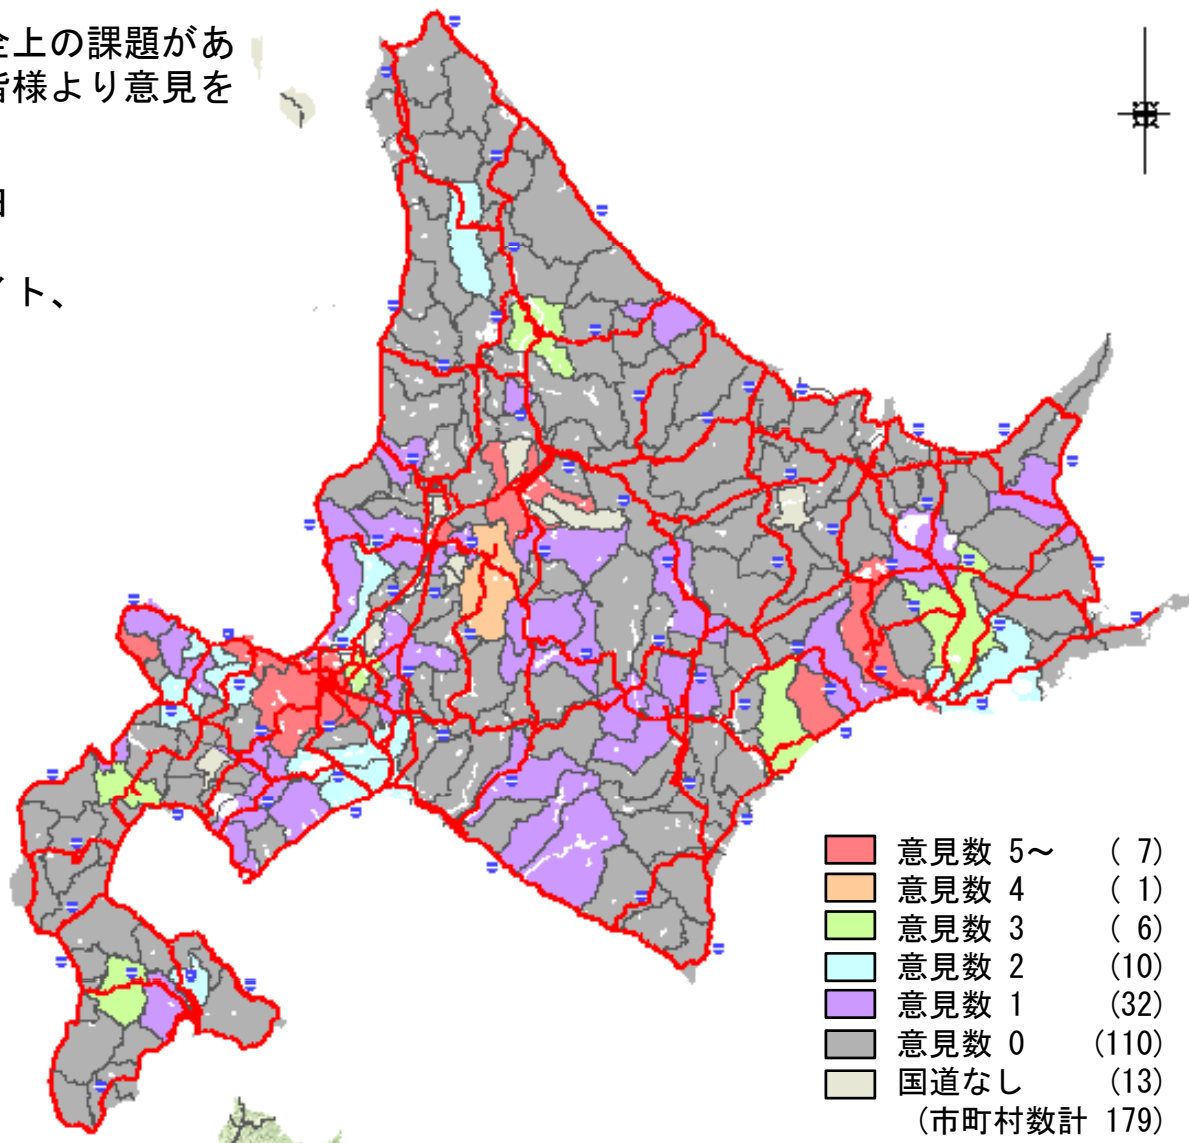 全上の課題があ
皆様より意見を
日
イト、
意見数 5～ ( 7)
意見数 4 ( 1)
意見数 3 ( 6)
意見数 2 (10)
意見数 1 (32)
意見数 0 (110)
国道なし (13)
(市町村数計 179)